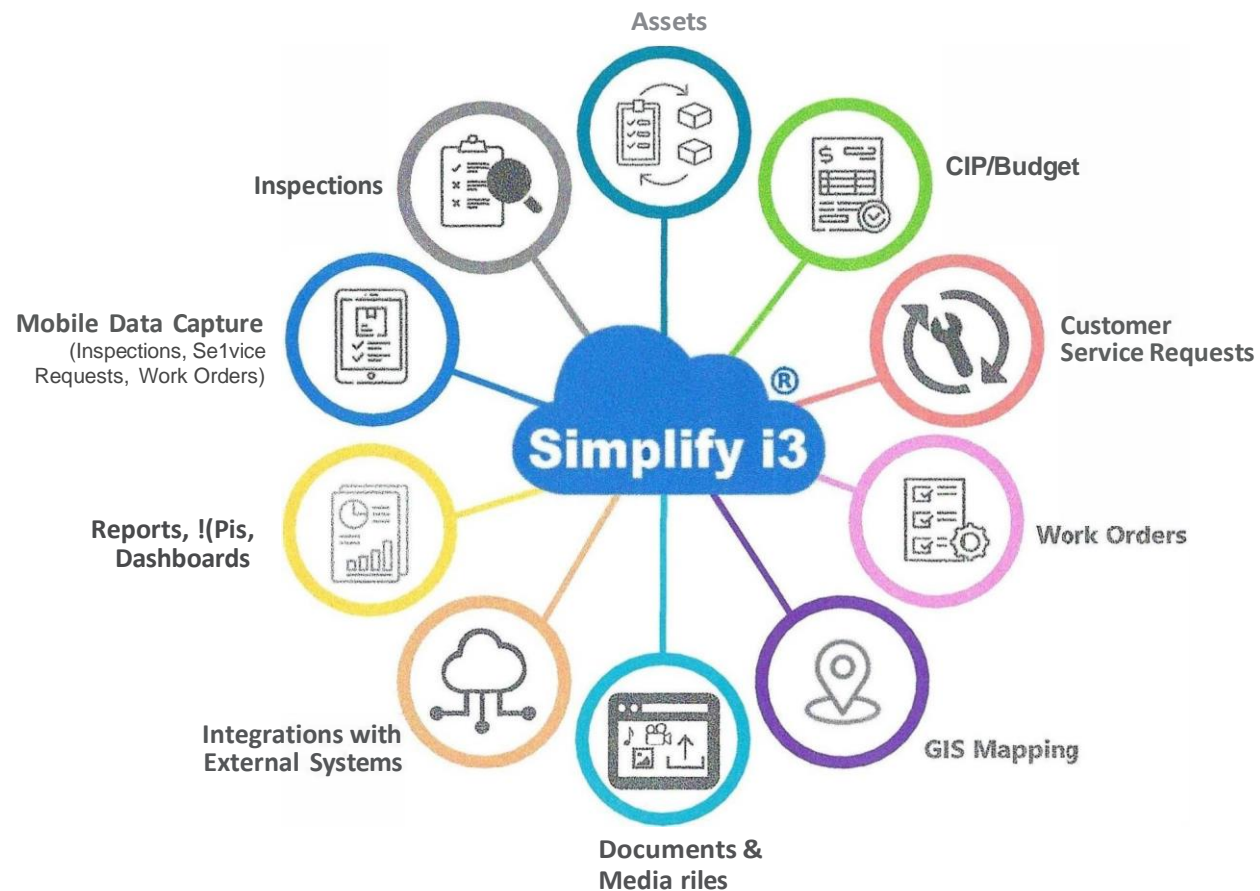 Assets
CIP/Budget
Inspections
Customer
Service Requests
Mobile Data Capture
(Inspections, Se1vice
Requests, Work Orders)
®
Simplify i3
Reports, !(Pis,
Dashboards
Work Orders
Integrations with
External Systems
GIS Mapping
Documents &
Media riles